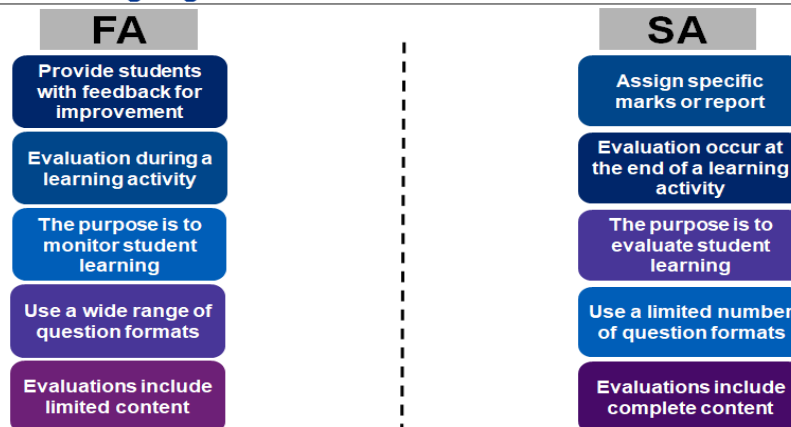 FA
Provide students
with feedback for
improvement
Evaluation during a
learning activity
The purpose is to
monitor student
learning
Use a wide range of
question formats
Evaluations include
limited content
SA
Assign specific
marks or report
Evaluation occur at
the end of a learning
activity
The purpose is to
evaluate student
learning
Use a limited number
of question formats
Evaluations include
complete content